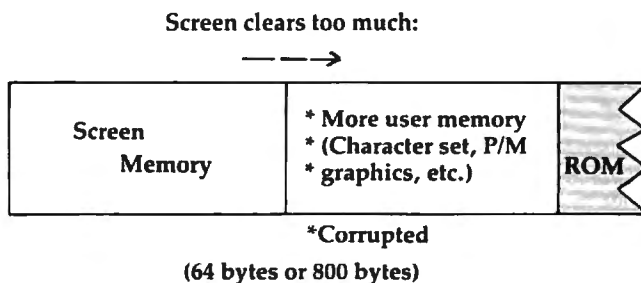 Screen clears too much:
Screen
Memory
* More user memory
* (Character set, P/M
* graphics, etc.)
ROM
*Corrupted
(64 bytes or 800 bytes)